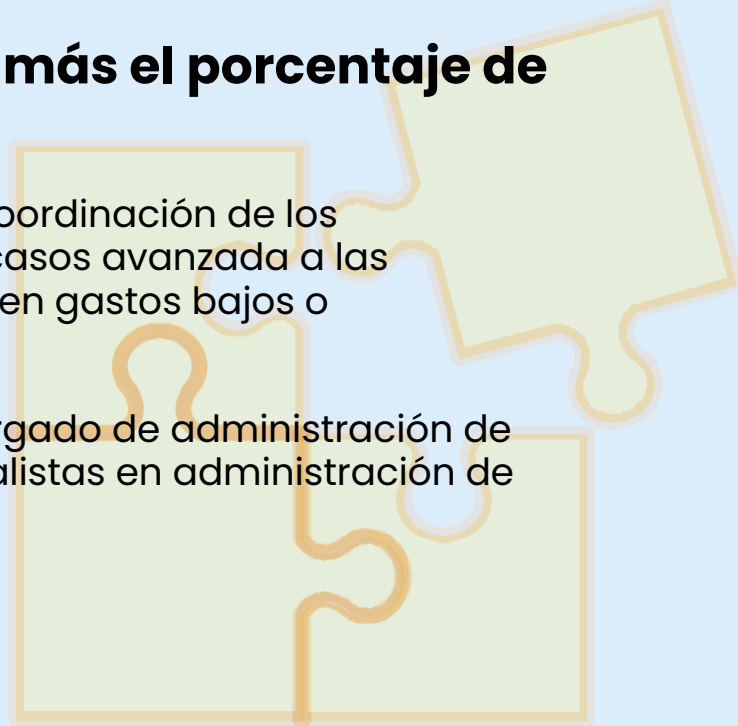 más el porcentaje de
oordinación de los
casos avanzada a las
en gastos bajos o
rgado de administración de
alistas en administración de